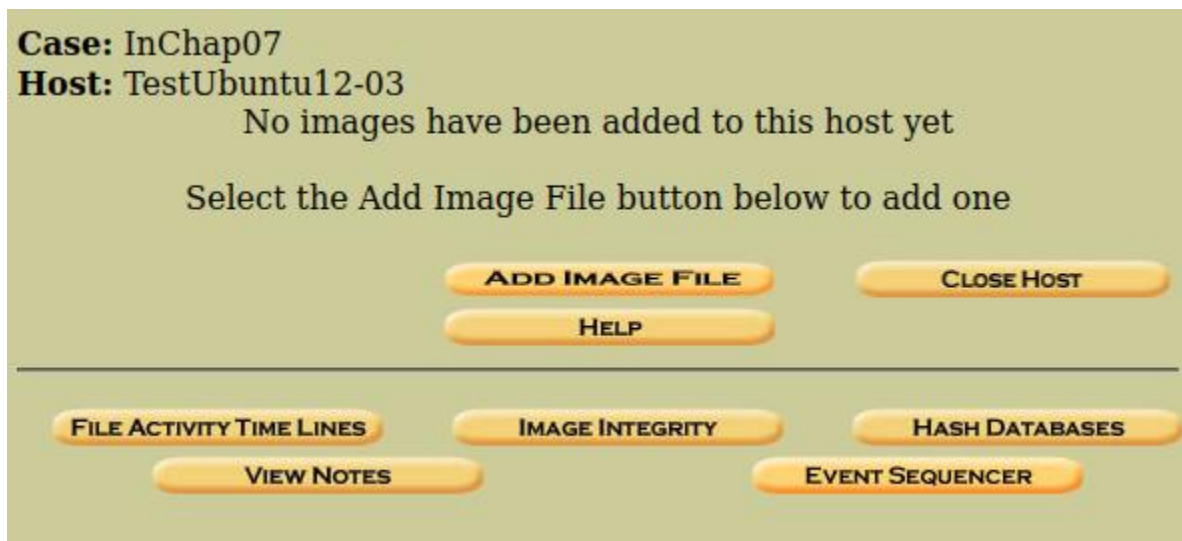 Case: InChap07
Host: TestUbuntu12-03
No images have been added to this host yet
Select the Add Image File button below to add one
ADD IMAGE FILE
CLOSE HOST
HELP
FILE ACTIVITY TIME LINES
IMAGE INTEGRITY
HASH DATABASES
VIEW NOTES
EVENT SEQUENCER